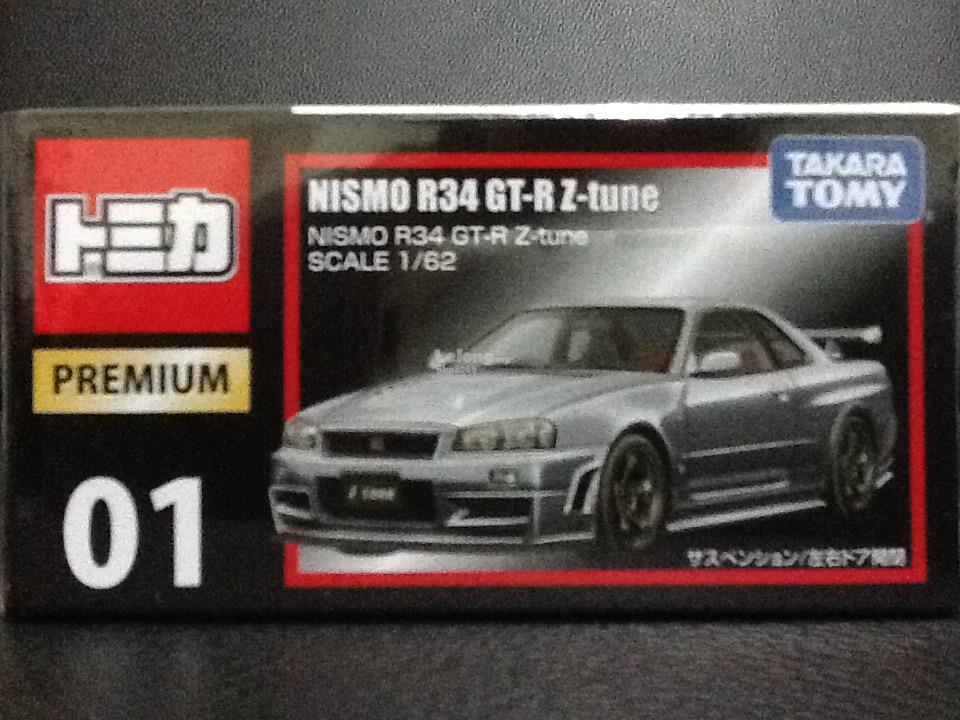 トミカ
PREMIUM
01
NISMO R34 GT-R Z-tune
NISMO R34 GT-R Z-tune
SCALE 1/62
TAKARA
TOMY
Z TUNE
サスペンション/左右ドア開閉